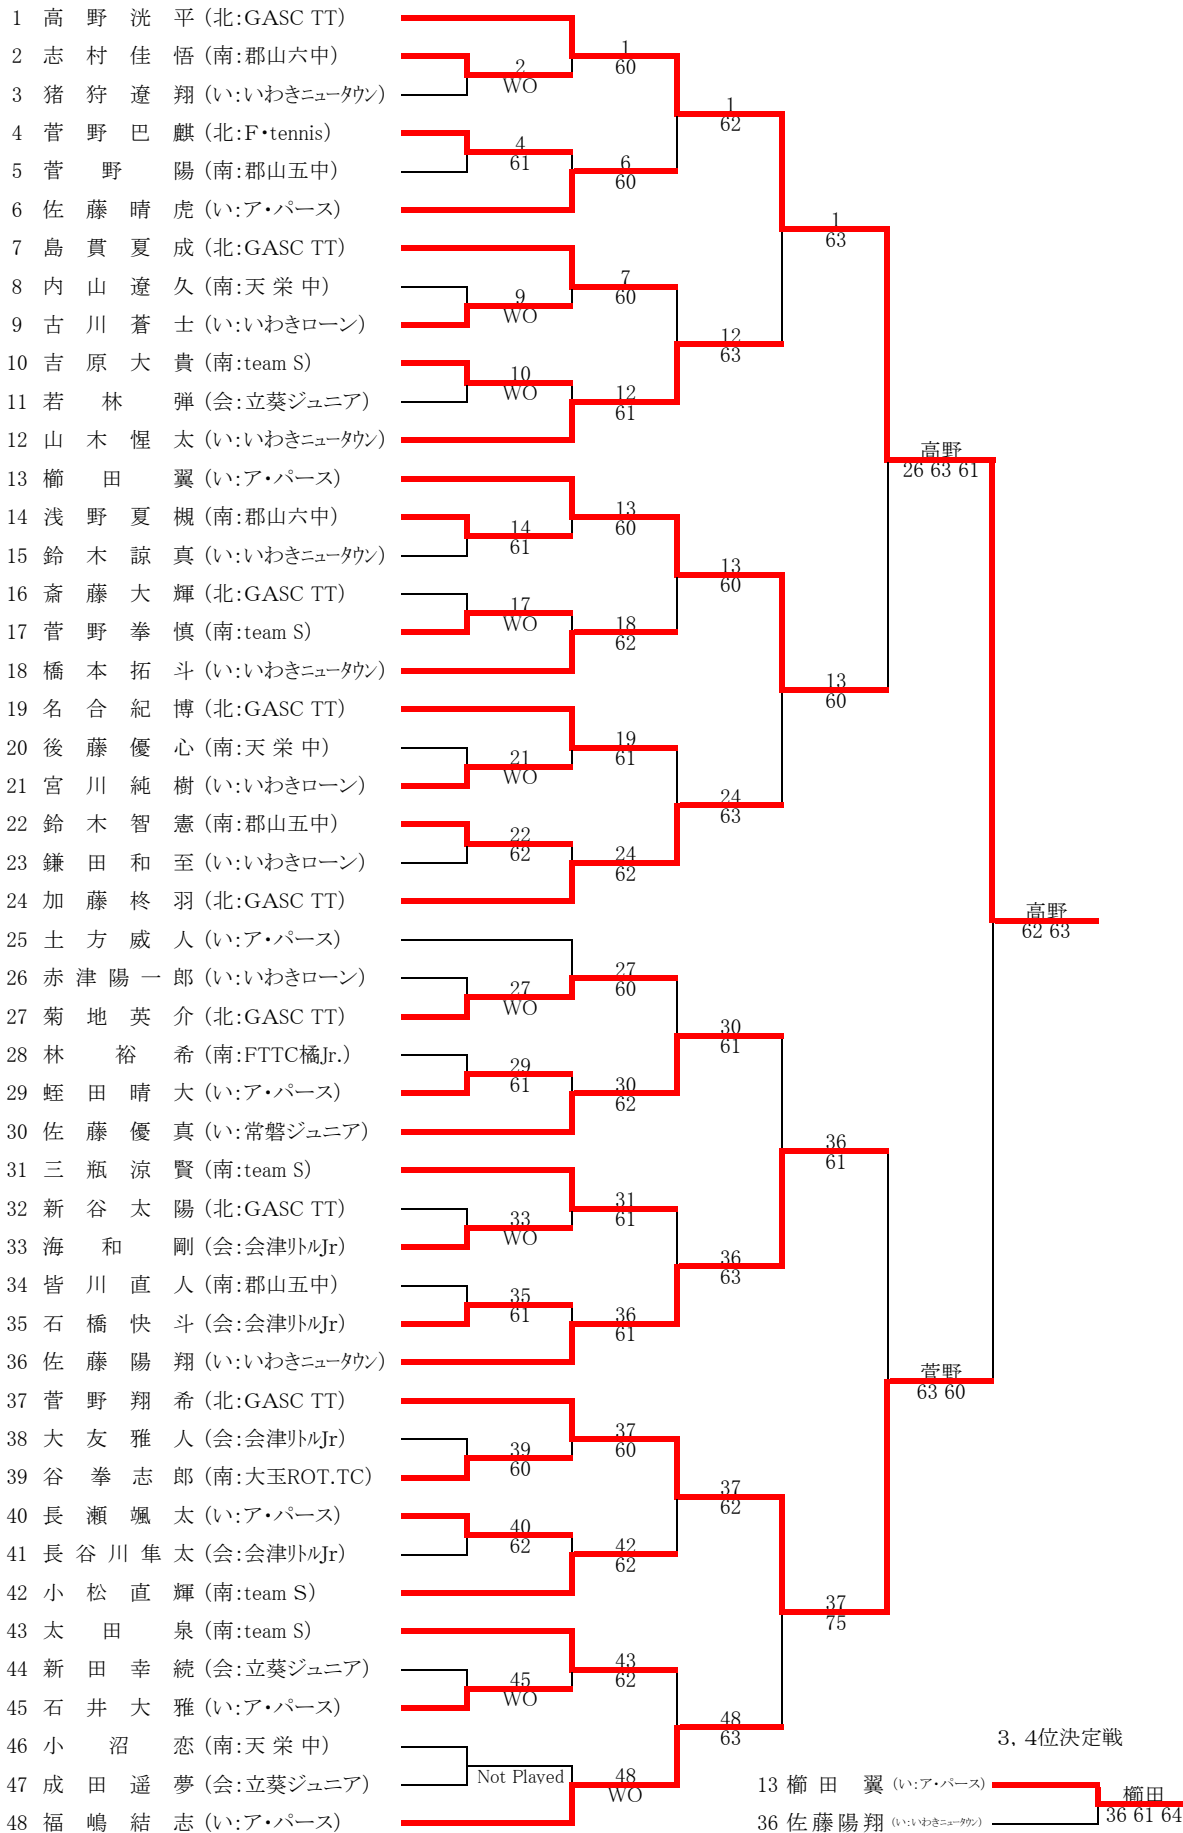 1 高野洸平 (北:GASC TT)
2 志村佳悟 (南:郡山六中)
3 猪狩遼翔 (い:いわきニュータウン)
4 菅野巴麒 (北:F・tennis)
5 菅野陽 (南:郡山五中)
6 佐藤晴虎 (い:ア・パース)
7 島貫夏成 (北:GASC TT)
8 内山遼久 (南:天栄中)
9 古川蒼士 (い:いわきローン)
10 吉原大貴 (南:team S)
11 若林弾 (会:立葵ジュニア)
12 山木惺太 (い:いわきニュータウン)
13 櫛田翼 (い:ア・パース)
14 浅野夏槻 (南:郡山六中)
15 鈴木諒真 (い:いわきニュータウン)
16 斎藤大輝 (北:GASC TT)
17 菅野拳慎 (南:team S)
18 橋本拓斗 (い:いわきニュータウン)
19 名合紀博 (北:GASC TT)
20 後藤優心 (南:天栄中)
21 宮川純樹 (い:いわきローン)
22 鈴木智憲 (南:郡山五中)
23 鎌田和至 (い:いわきローン)
24 加藤柊羽 (北:GASC TT)
25 土方威人 (い:ア・パース)
26 赤津陽一郎 (い:いわきローン)
27 菊地英介 (北:GASC TT)
28 林裕希 (南:FTTC橘Jr.)
29 蛭田晴大 (い:ア・パース)
30 佐藤優真 (い:常磐ジュニア)
31 三瓶涼賢 (南:team S)
32 新谷太陽 (北:GASC TT)
33 海和剛 (会:会津リトルJr)
34 皆川直人 (南:郡山五中)
35 石橋快斗 (会:会津リトルJr)
36 佐藤陽翔 (い:いわきニュータウン)
37 菅野翔希 (北:GASC TT)
38 大友雅人 (会:会津リトルJr)
39 谷拳志郎 (南:大玉ROT.TC)
40 長瀬颯太 (い:ア・パース)
41 長谷川隼太 (会:会津リトルJr)
42 小松直輝 (南:team S)
43 太田泉 (南:team S)
44 新田幸続 (会:立葵ジュニア)
45 石井大雅 (い:ア・パース)
46 小沼恋 (南:天栄中)
47 成田遥夢 (会:立葵ジュニア)
48 福嶋結志 (い:ア・パース)
2
WO
4
61
9
WO
10
WO
14
61
17
WO
21
WO
22
62
27
WO
29
61
33
WO
35
61
39
60
40
62
45
WO
Not Played
1
60
6
60
7
60
12
61
13
60
18
62
19
61
24
62
27
60
30
62
31
61
36
61
37
60
42
62
43
62
48
WO
1
62
12
63
13
60
24
63
30
61
36
63
37
62
48
63
1
63
13
60
36
61
37
75
高野
26 63 61
菅野
63 60
高野
62 63
3, 4位決定戦
13 櫛田翼 (い:ア・パース)
36 佐藤陽翔 (い:いわきニュータウン)
櫛田
36 61 64